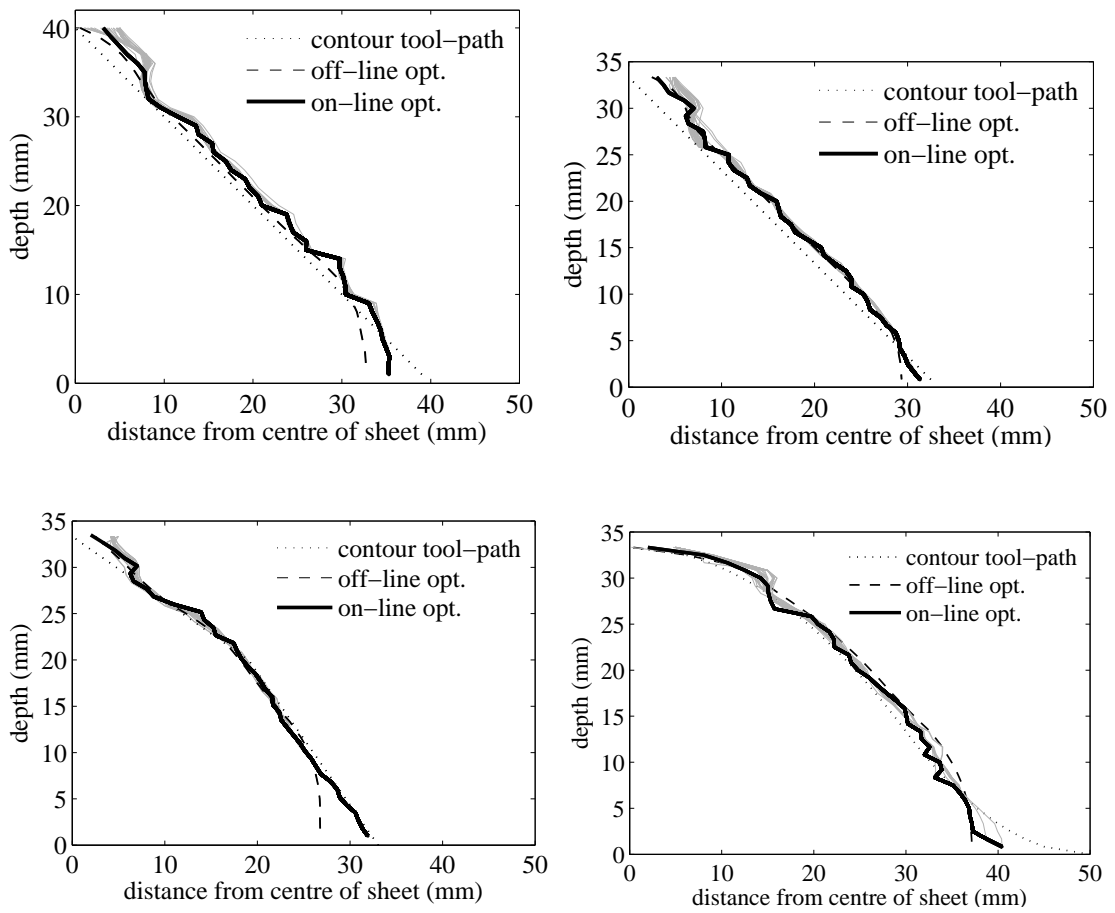 40
30
20
10
0
depth (mm)
0 10 20 30 40 50
distance from centre of sheet (mm)
contour tool−path
off−line opt.
on−line opt.
35
30
25
20
15
10
5
0
depth (mm)
0 10 20 30 40 50
distance from centre of sheet (mm)
contour tool−path
off−line opt.
on−line opt.
35
30
25
20
15
10
5
0
depth (mm)
0 10 20 30 40 50
distance from centre of sheet (mm)
contour tool−path
off−line opt.
on−line opt.
35
30
25
20
15
10
5
0
depth (mm)
0 10 20 30 40 50
distance from centre of sheet (mm)
contour tool−path
off−line opt.
on−line opt.